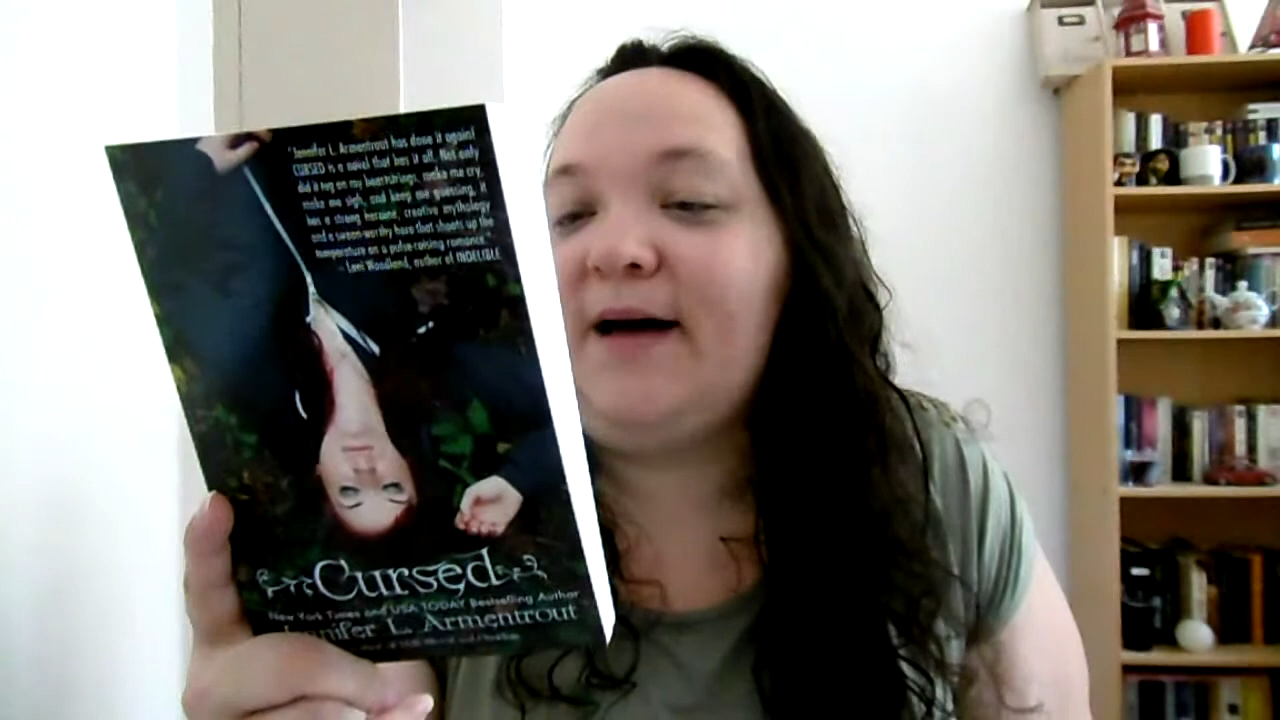 "Jennifer L. Armentrout has done it again!
CURSED is a novel that has it all. Not only
did it tug on my heartstrings, make me cry,
make me sigh, and keep me guessing, it
has a strong heroine, creative mythology
and a swoon-worthy hero that shoots up the
temperature on a pulse-raising romance."
- Lani Woodland, author of INDELIBLE
Cursed
New York Times and USA TODAY Bestselling Author
Jennifer L. Armentrout